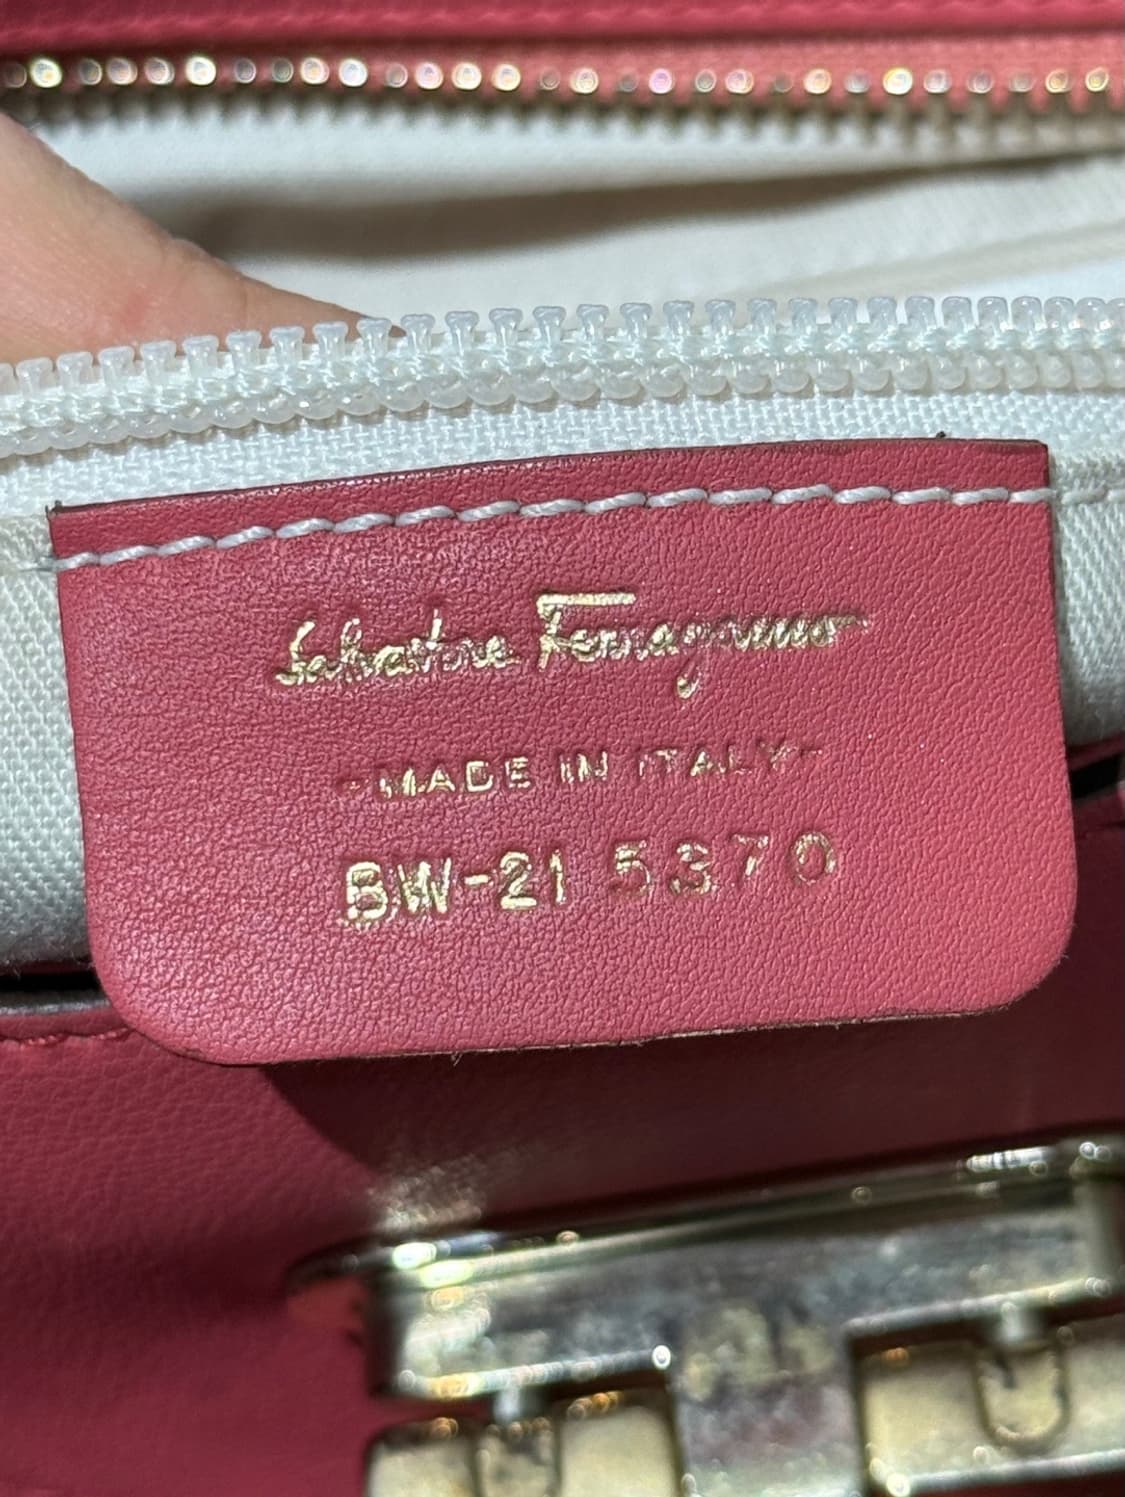 Salvatore Ferragamo
-MADE IN ITALY-
BW-21 5370